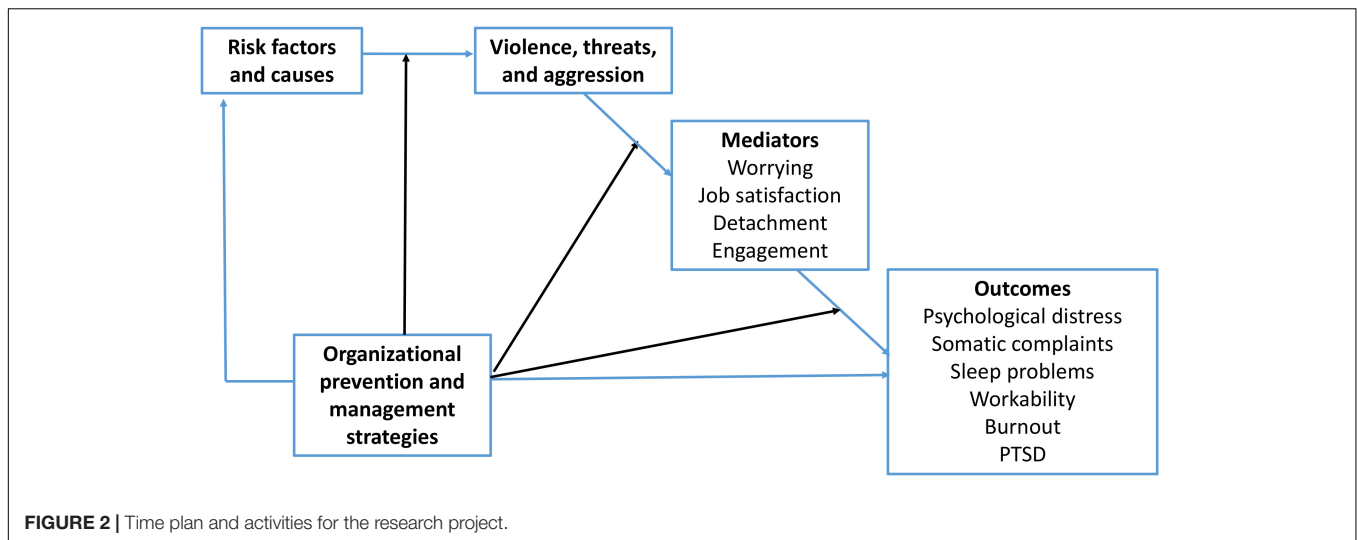 Risk factors
and causes
Violence, threats,
and aggression
Mediators
Worrying
Job satisfaction
Detachment
Engagement
Outcomes
Psychological distress
Somatic complaints
Sleep problems
Workability
Burnout
PTSD
Organizational
prevention and
management
strategies
FIGURE 2 | Time plan and activities for the research project.